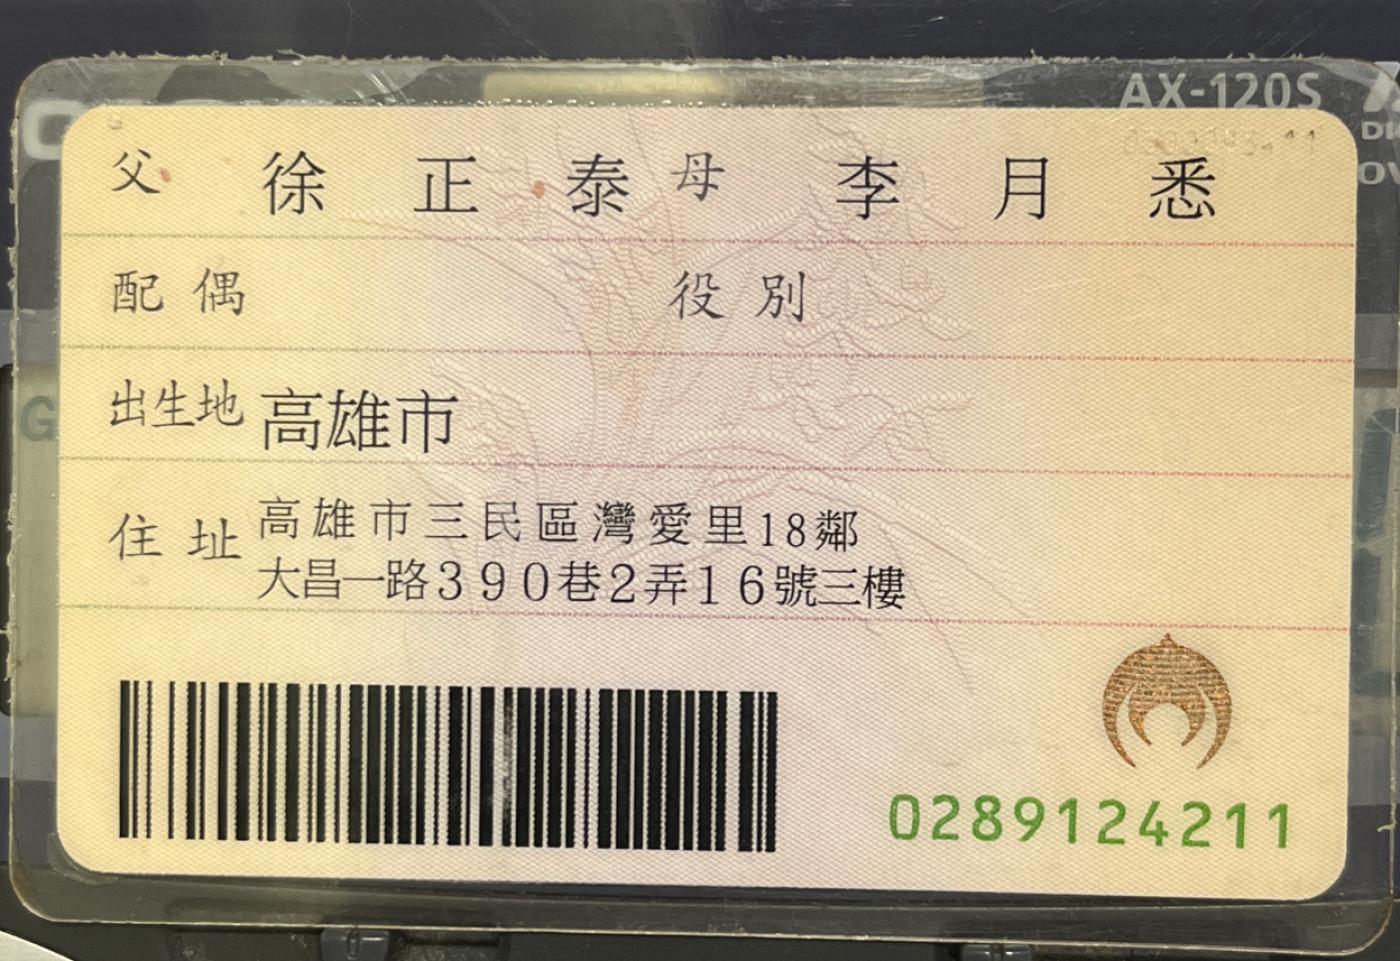 AX-120S
父 徐正泰 母 李月悉
配偶 役別
出生地 高雄市
住址 高雄市三民區灣愛里18鄰
大昌一路390巷2弄16號三樓
0289124211